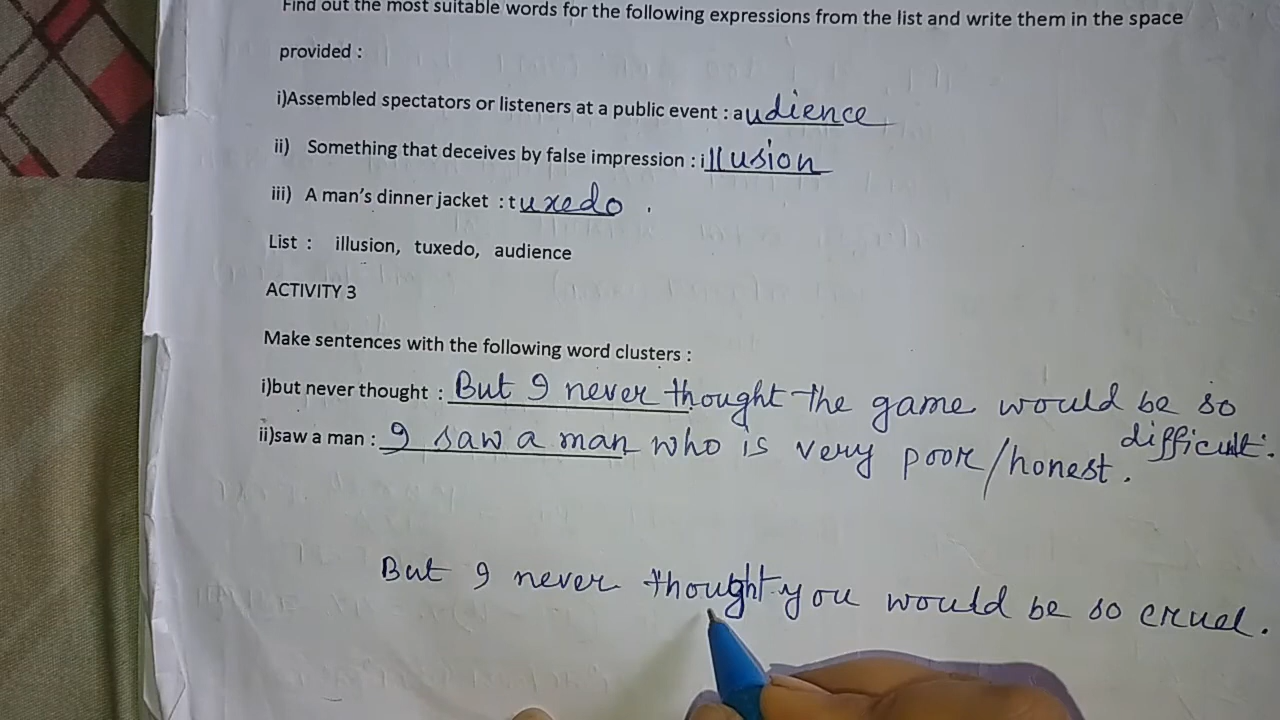 Find out the most suitable words for the following expressions from the list and write them in the space
provided :
i)Assembled spectators or listeners at a public event : audience
ii) Something that deceives by false impression : illusion
iii) A man's dinner jacket : tuxedo .
List : illusion, tuxedo, audience
ACTIVITY 3
Make sentences with the following word clusters :
i)but never thought : But I never thought the game would be so
difficult.
ii)saw a man : I saw a man who is very poor/honest.
But I never thought you would be so cruel.